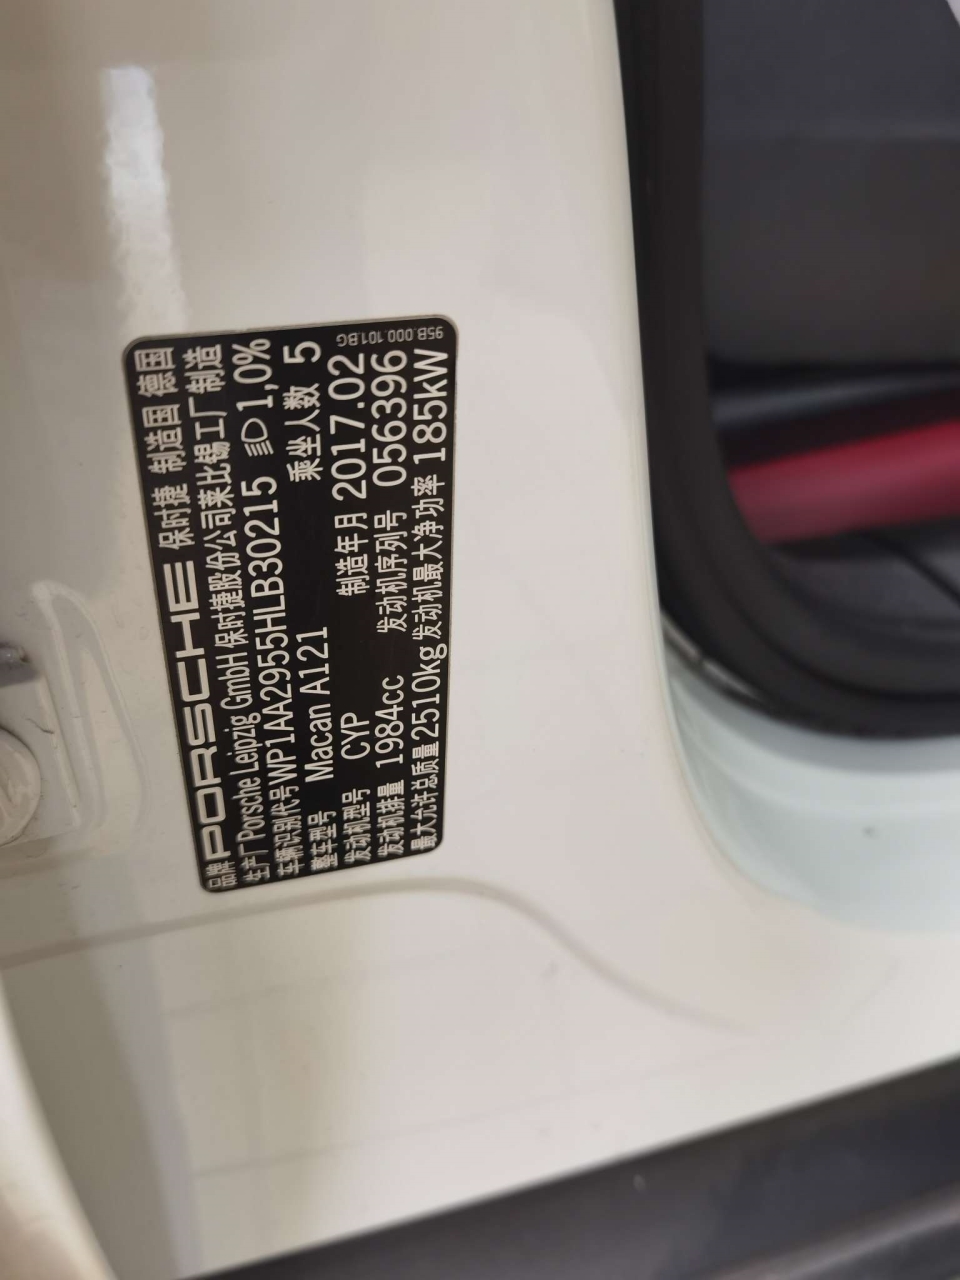 品牌 PORSCHE 保时捷 制造国 德国
生产厂 Porsche Leipzig GmbH 保时捷股份公司莱比锡工厂制造
车辆识别代号 WP1AA2955HLB30215 1,0%
整车型号 Macan A121 乘坐人数 5
发动机型号 CYP 制造年月 2017.02
发动机排量 1984cc 发动机序列号 056396
最大允许总质量 2510kg 发动机最大净功率 185kW
95B.000.101.BG